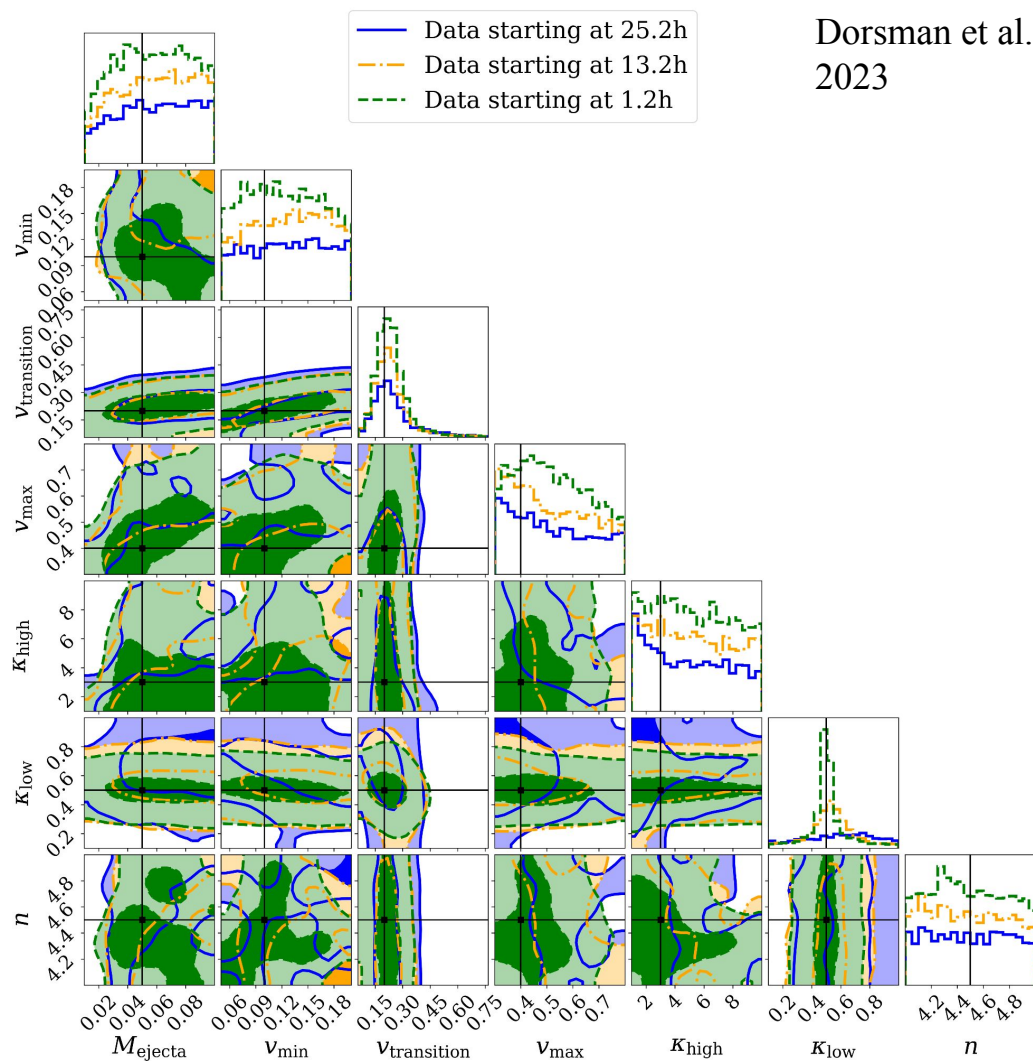 Data starting at 25.2h
Data starting at 13.2h
Data starting at 1.2h
Dorsman et al.
2023
v_min
0.18
0.15
0.12
0.09
0.06
v_transition
0.75
0.60
0.45
0.30
0.15
v_max
0.7
0.6
0.5
0.4
κ_high
8
6
4
2
κ_low
0.8
0.6
0.4
0.2
n
4.8
4.6
4.4
4.2
0.02 0.04 0.06 0.08 0.06 0.09 0.12 0.15 0.18 0.15 0.30 0.45 0.60 0.75 0.4 0.5 0.6 0.7 2 4 6 8 0.2 0.4 0.6 0.8 4.2 4.4 4.6 4.8
M_ejecta v_min v_transition v_max κ_high κ_low n